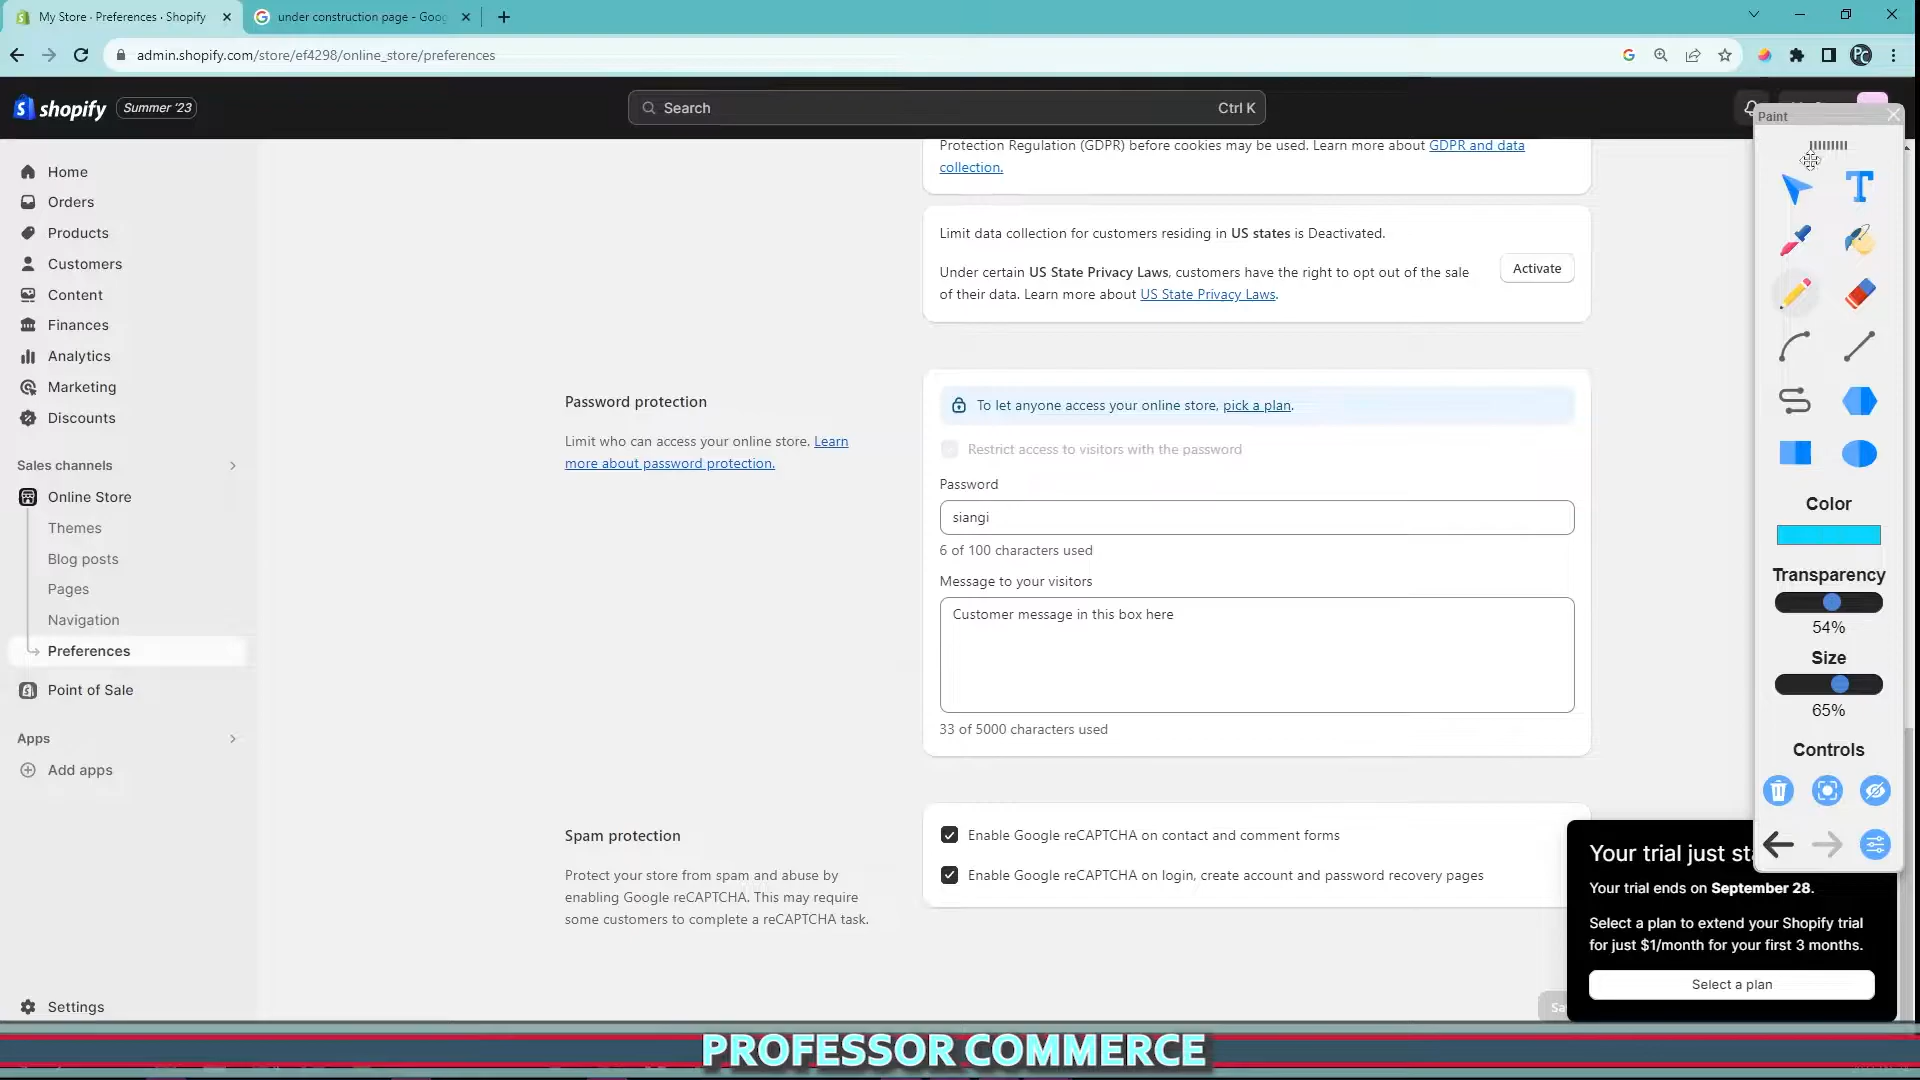 My Store · Preferences · Shopify
under construction page - Goog
admin.shopify.com/store/ef4298/online_store/preferences
shopify
Summer '23
Search
Ctrl K
Home
Orders
Products
Customers
Content
Finances
Analytics
Marketing
Discounts
Sales channels
Online Store
Themes
Blog posts
Pages
Navigation
Preferences
Point of Sale
Apps
Add apps
Settings
Protection Regulation (GDPR) before cookies may be used. Learn more about GDPR and data
collection.
Limit data collection for customers residing in US states is Deactivated.
Under certain US State Privacy Laws, customers have the right to opt out of the sale
of their data. Learn more about US State Privacy Laws.
Activate
Password protection
Limit who can access your online store. Learn
more about password protection.
To let anyone access your online store, pick a plan.
Restrict access to visitors with the password
Password
siangi
6 of 100 characters used
Message to your visitors
Customer message in this box here
33 of 5000 characters used
Spam protection
Protect your store from spam and abuse by
enabling Google reCAPTCHA. This may require
some customers to complete a reCAPTCHA task.
Enable Google reCAPTCHA on contact and comment forms
Enable Google reCAPTCHA on login, create account and password recovery pages
Paint
T
Color
Transparency
54%
Size
65%
Controls
Your trial just sta
Your trial ends on September 28.
Select a plan to extend your Shopify trial
for just $1/month for your first 3 months.
Select a plan
PROFESSOR COMMERCE